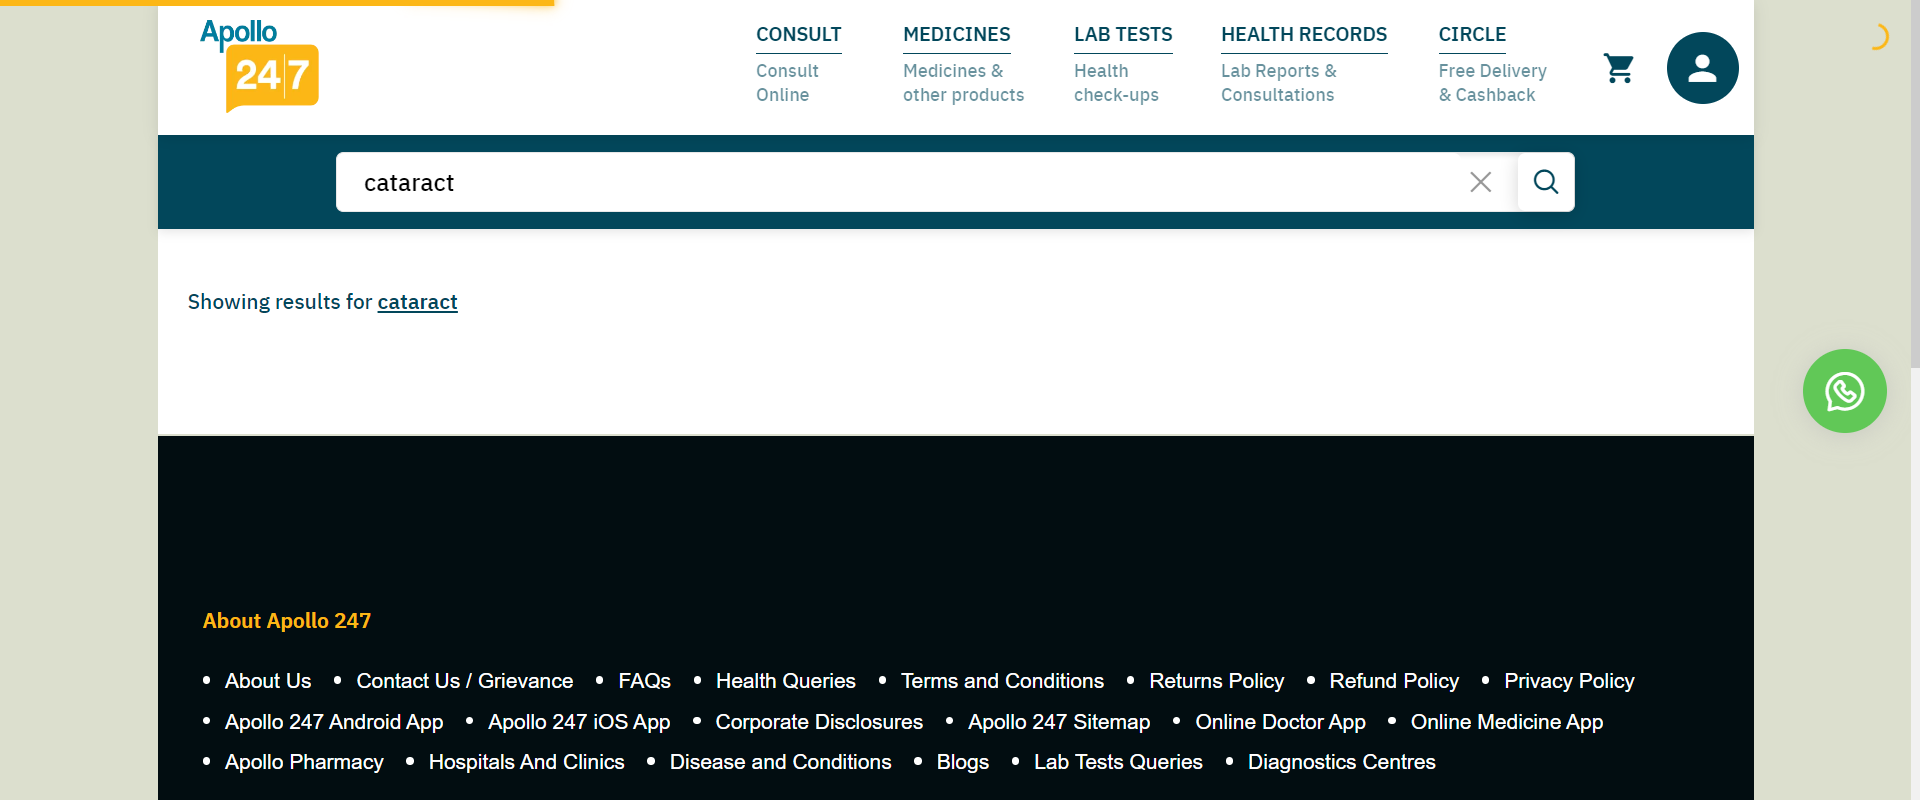 Apollo
24|7
CONSULT
Consult
Online
MEDICINES
Medicines &
other products
LAB TESTS
Health
check-ups
HEALTH RECORDS
Lab Reports &
Consultations
CIRCLE
Free Delivery
& Cashback
cataract
Showing results for cataract
About Apollo 247
• About Us • Contact Us / Grievance • FAQs • Health Queries • Terms and Conditions • Returns Policy • Refund Policy • Privacy Policy
• Apollo 247 Android App • Apollo 247 iOS App • Corporate Disclosures • Apollo 247 Sitemap • Online Doctor App • Online Medicine App
• Apollo Pharmacy • Hospitals And Clinics • Disease and Conditions • Blogs • Lab Tests Queries • Diagnostics Centres